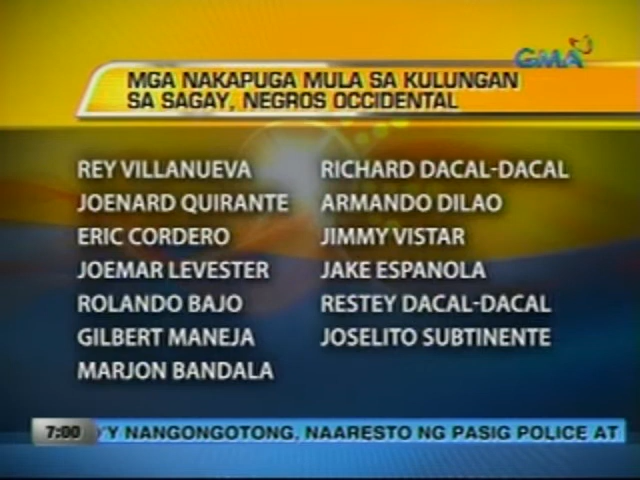 GMA
MGA NAKAPUGA MULA SA KULUNGAN
SA SAGAY, NEGROS OCCIDENTAL
REY VILLANUEVA
JOENARD QUIRANTE
ERIC CORDERO
JOEMAR LEVESTER
ROLANDO BAJO
GILBERT MANEJA
MARJON BANDALA
RICHARD DACAL-DACAL
ARMANDO DILAO
JIMMY VISTAR
JAKE ESPANOLA
RESTEY DACAL-DACAL
JOSELITO SUBTINENTE
7:00 'Y NANGONGOTONG, NAARESTO NG PASIG POLICE AT